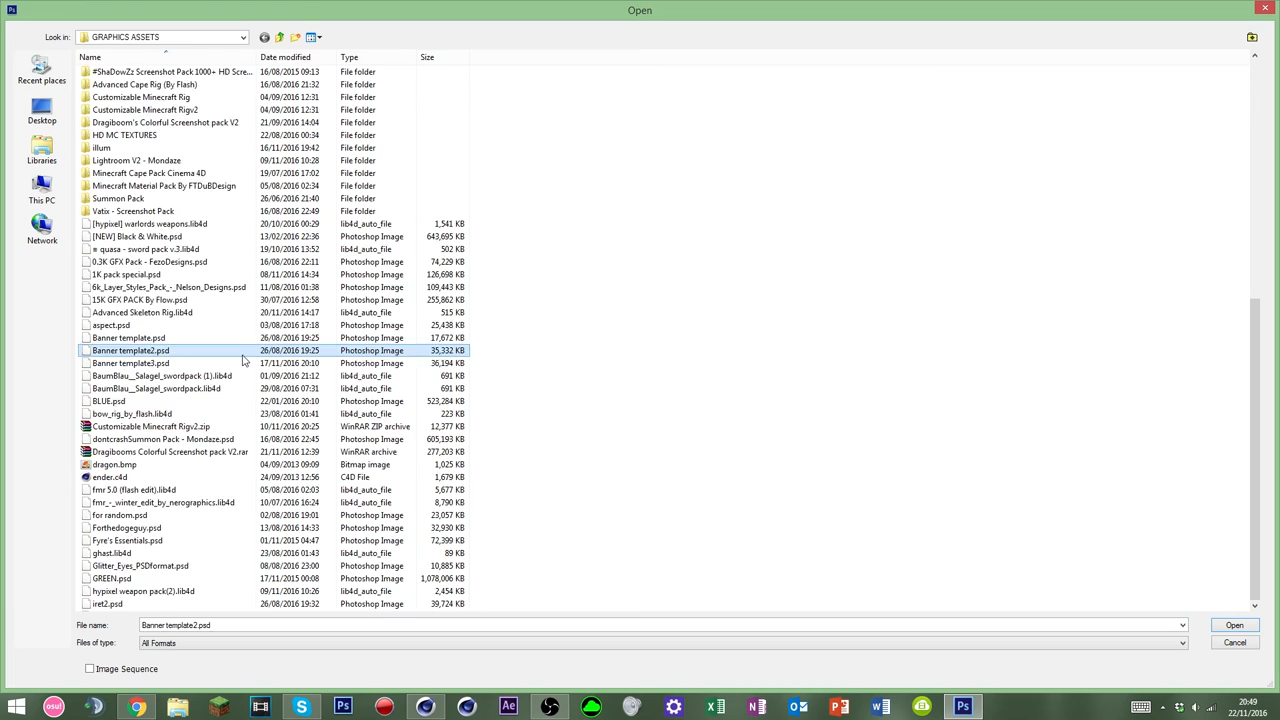 Ps
Open
Look in:
GRAPHICS ASSETS
Name
Date modified
Type
Size
Recent places
Desktop
Libraries
This PC
Network
#ShaDowZz Screenshot Pack 1000+ HD Scre... 16/08/2015 09:13 File folder
Advanced Cape Rig (By Flash) 16/08/2016 21:32 File folder
Customizable Minecraft Rig 04/09/2016 12:31 File folder
Customizable Minecraft Rigv2 04/09/2016 12:31 File folder
Dragiboom's Colorful Screenshot pack V2 21/09/2016 14:04 File folder
HD MC TEXTURES 22/08/2016 00:34 File folder
illum 16/11/2016 19:42 File folder
Lightroom V2 - Mondaze 09/11/2016 10:28 File folder
Minecraft Cape Pack Cinema 4D 19/07/2016 17:02 File folder
Minecraft Material Pack By FTDuBDesign 05/08/2016 02:34 File folder
Summon Pack 26/06/2016 21:40 File folder
Vatix - Screenshot Pack 16/08/2016 22:49 File folder
[hypixel] warlords weapons.lib4d 20/10/2016 00:29 lib4d_auto_file 1,541 KB
[NEW] Black & White.psd 13/02/2016 22:36 Photoshop Image 643,695 KB
¤ quasa - sword pack v.3.lib4d 19/10/2016 13:52 lib4d_auto_file 502 KB
0.3K GFX Pack - FezoDesigns.psd 16/08/2016 22:11 Photoshop Image 74,229 KB
1K pack special.psd 08/11/2016 14:34 Photoshop Image 126,698 KB
6k_Layer_Styles_Pack_-_Nelson_Designs.psd 11/08/2016 01:38 Photoshop Image 109,443 KB
15K GFX PACK By Flow.psd 30/07/2016 12:58 Photoshop Image 255,862 KB
Advanced Skeleton Rig.lib4d 20/11/2016 14:17 lib4d_auto_file 515 KB
aspect.psd 03/08/2016 17:18 Photoshop Image 25,438 KB
Banner template.psd 26/08/2016 19:25 Photoshop Image 17,672 KB
Banner template2.psd 26/08/2016 19:25 Photoshop Image 35,332 KB
Banner template3.psd 17/11/2016 20:10 Photoshop Image 36,194 KB
BaumBlau__Salagel_swordpack (1).lib4d 01/09/2016 21:12 lib4d_auto_file 691 KB
BaumBlau__Salagel_swordpack.lib4d 29/08/2016 07:31 lib4d_auto_file 691 KB
BLUE.psd 22/01/2016 20:10 Photoshop Image 523,284 KB
bow_rig_by_flash.lib4d 23/08/2016 01:41 lib4d_auto_file 223 KB
Customizable Minecraft Rigv2.zip 10/10/2016 20:25 WinRAR ZIP archive 12,377 KB
dontcrashSummon Pack - Mondaze.psd 16/08/2016 22:45 Photoshop Image 605,193 KB
Dragibooms Colorful Screenshot pack V2.rar 21/11/2016 12:39 WinRAR archive 277,203 KB
dragon.bmp 04/09/2013 09:09 Bitmap image 1,025 KB
ender.c4d 24/09/2013 12:56 C4D File 1,679 KB
fmr 5.0 (flash edit).lib4d 05/08/2016 02:03 lib4d_auto_file 5,677 KB
fmr_-_winter_edit_by_nerographics.lib4d 10/07/2016 16:24 lib4d_auto_file 8,790 KB
for random.psd 02/08/2016 19:01 Photoshop Image 23,057 KB
Forthedogeguy.psd 13/08/2016 14:33 Photoshop Image 32,930 KB
Fyre's Essentials.psd 01/11/2015 04:47 Photoshop Image 72,399 KB
ghast.lib4d 23/08/2016 01:43 lib4d_auto_file 89 KB
Glitter_Eyes_PSDformat.psd 08/08/2016 23:00 Photoshop Image 10,885 KB
GREEN.psd 17/11/2015 00:08 Photoshop Image 1,078,006 KB
hypixel weapon pack(2).lib4d 09/11/2016 10:26 lib4d_auto_file 2,454 KB
iret2.psd 26/08/2016 19:32 Photoshop Image 39,724 KB
File name: Banner template2.psd Open
Files of type: All Formats Cancel
Image Sequence
osu! Ps Ae Ps
20:49
22/11/2016